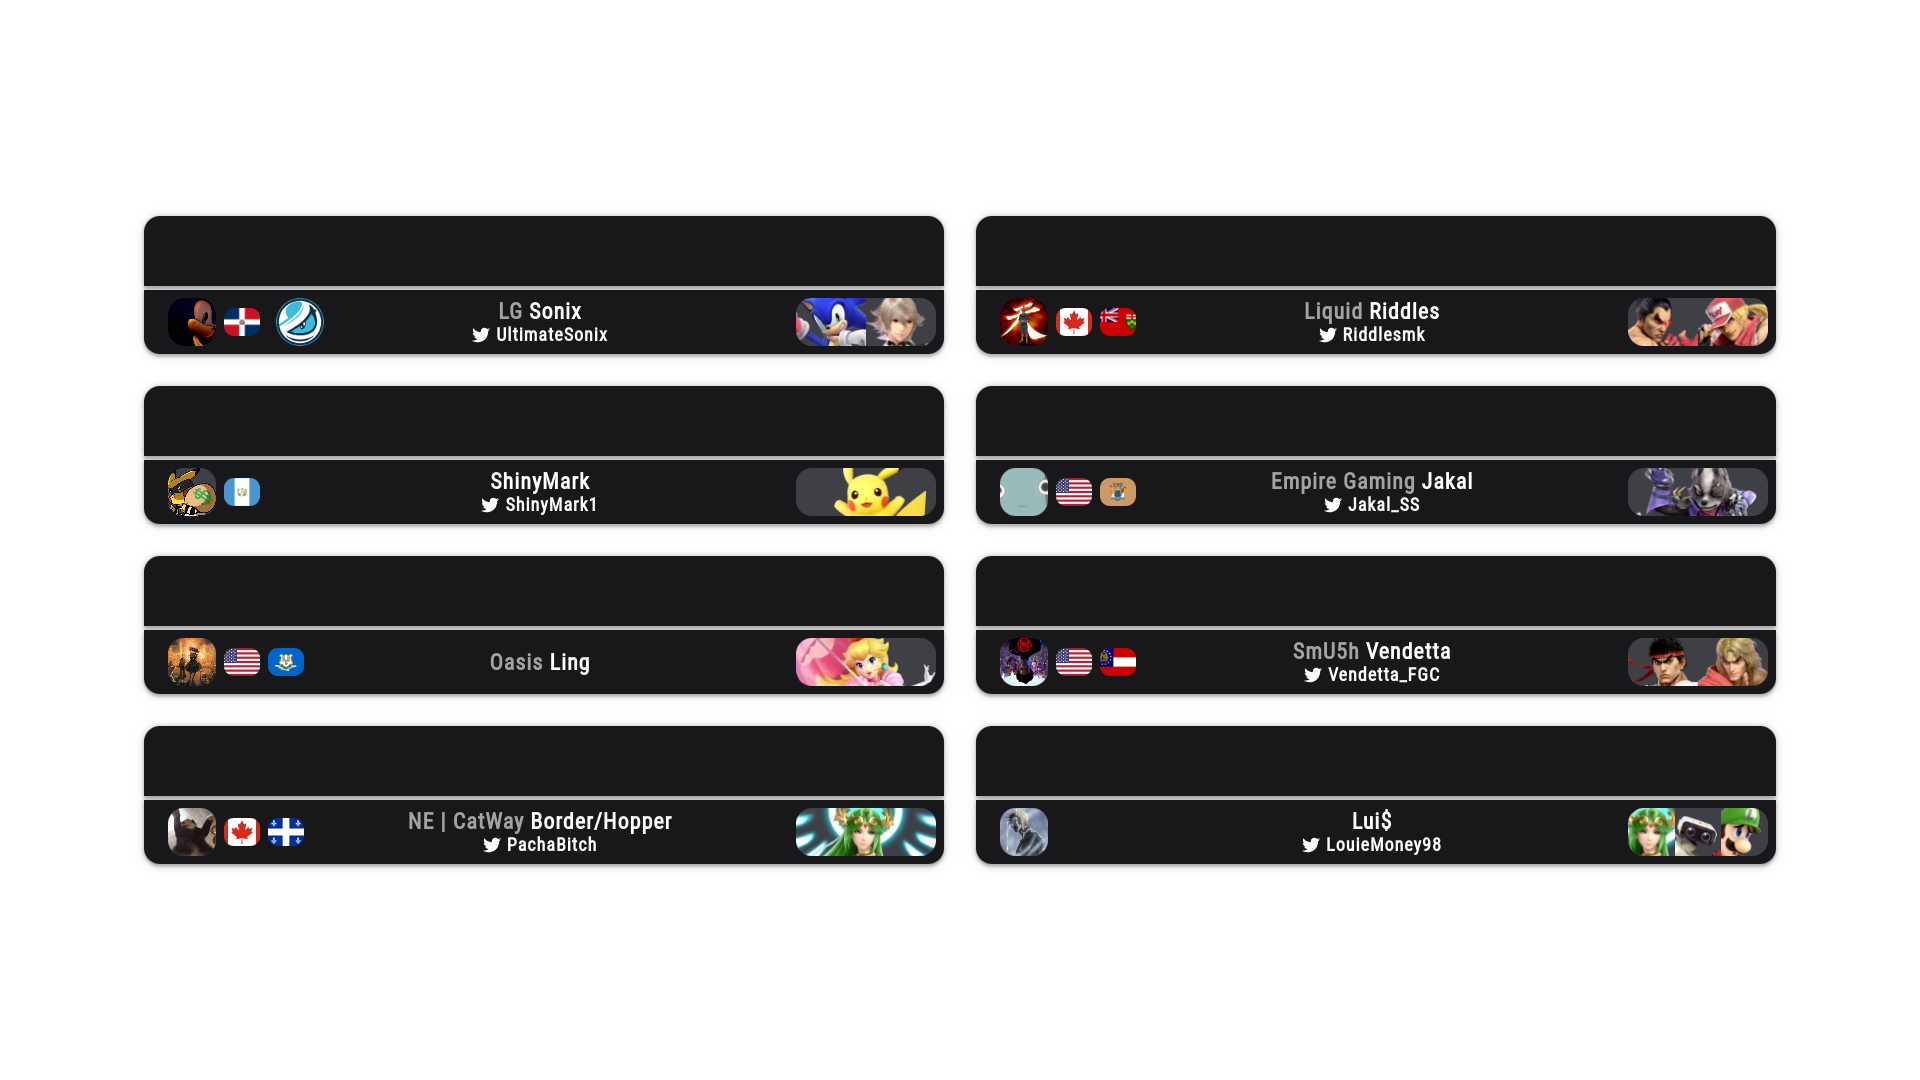 LG Sonix
UltimateSonix
Liquid Riddles
Riddlesmk
ShinyMark
ShinyMark1
Empire Gaming Jakal
Jakal_SS
Oasis Ling
SmU5h Vendetta
Vendetta_FGC
NE | CatWay Border/Hopper
PachaBitch
Lui$
LouieMoney98